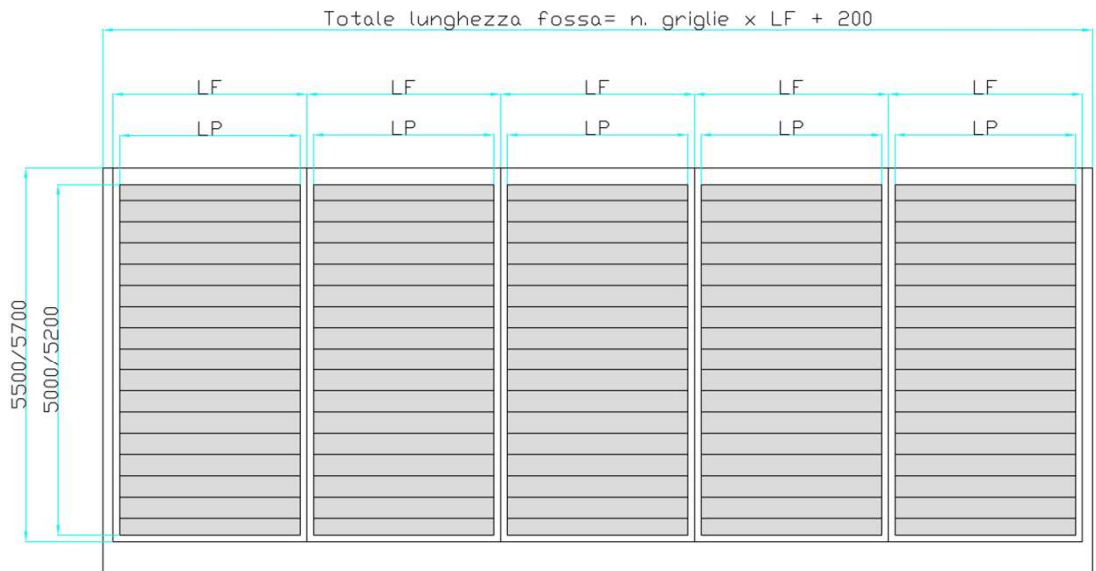 Totale lunghezza fossa= n. griglie x LF + 200
LF LF LF LF LF
LP LP LP LP LP
5500/5700
5000/5200